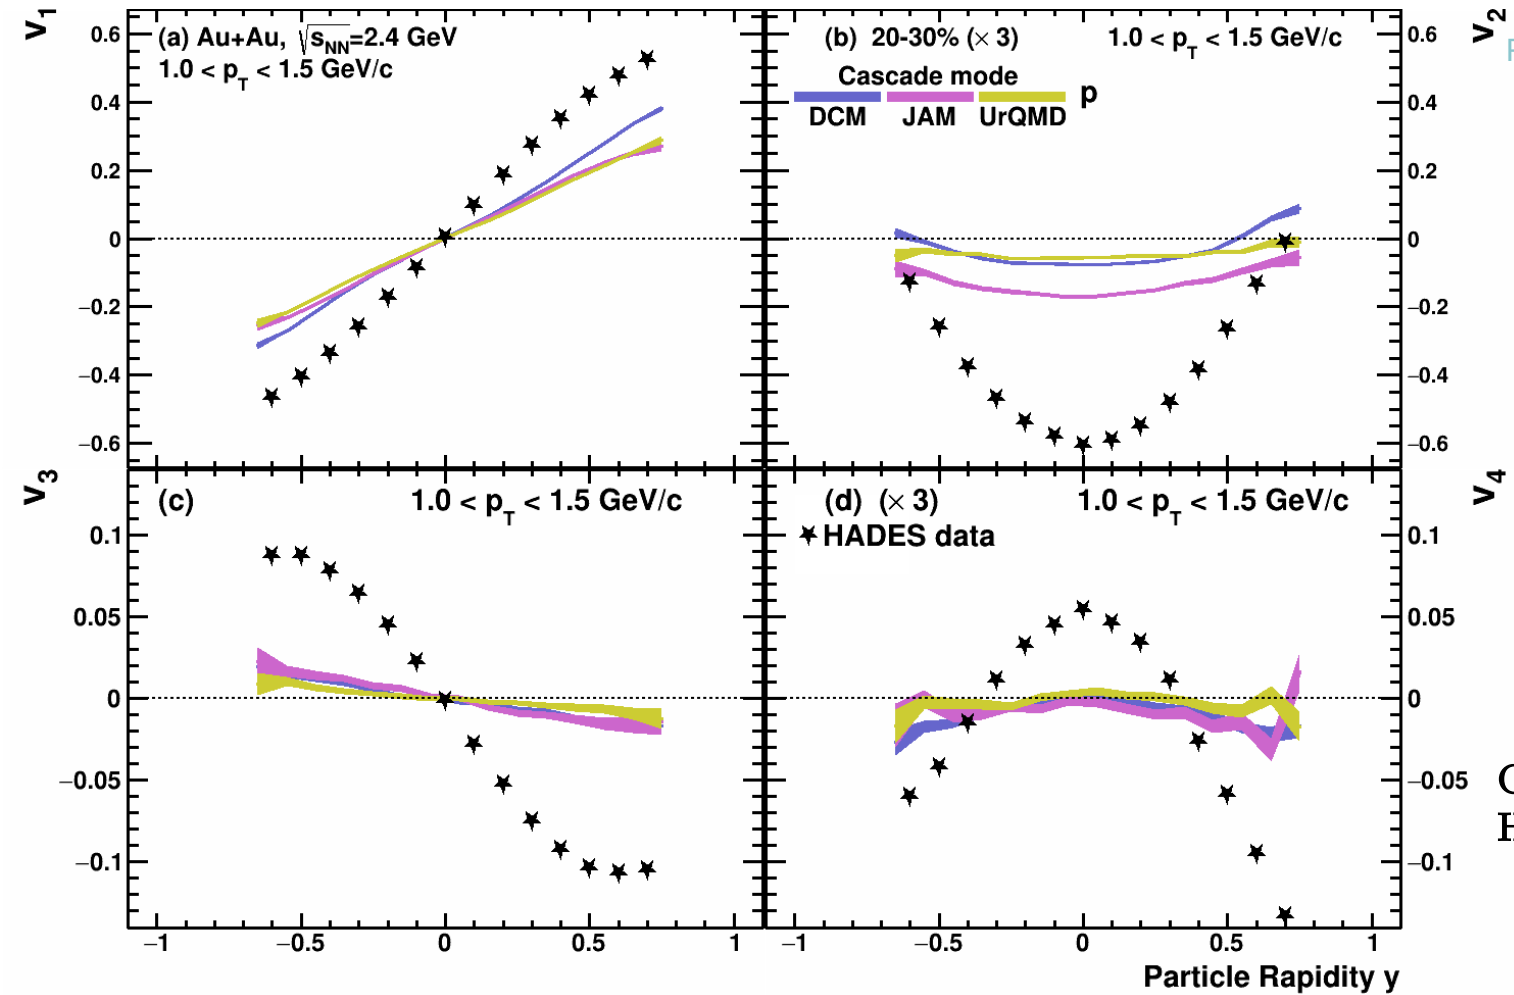 v1
(a) Au+Au, √sNN=2.4 GeV
1.0 < pT < 1.5 GeV/c
0.6
0.4
0.2
0
−0.2
−0.4
−0.6
(b) 20-30% (× 3) 1.0 < pT < 1.5 GeV/c
Cascade mode
DCM JAM UrQMD p
v2
0.6
0.4
0.2
0
−0.2
−0.4
−0.6
v3
(c) 1.0 < pT < 1.5 GeV/c
0.1
0.05
0
−0.05
−0.1
−1 −0.5 0 0.5 1
(d) (× 3) 1.0 < pT < 1.5 GeV/c
HADES data
v4
0.1
0.05
0
−0.05
−0.1
−1 −0.5 0 0.5 1
Particle Rapidity y